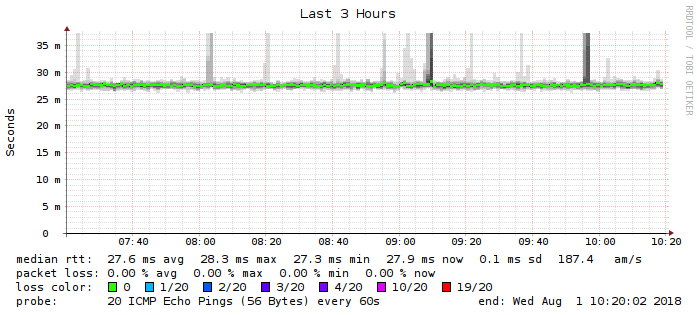 Last 3 Hours
RRDTOOL / TOBI OETIKER
Seconds
35 m
30 m
25 m
20 m
15 m
10 m
5 m
0
07:40 08:00 08:20 08:40 09:00 09:20 09:40 10:00 10:20
median rtt: 27.6 ms avg 28.3 ms max 27.3 ms min 27.9 ms now 0.1 ms sd 187.4 am/s
packet loss: 0.00 % avg 0.00 % max 0.00 % min 0.00 % now
loss color: 0 1/20 2/20 3/20 4/20 10/20 19/20
probe: 20 ICMP Echo Pings (56 Bytes) every 60s end: Wed Aug 1 10:20:02 2018